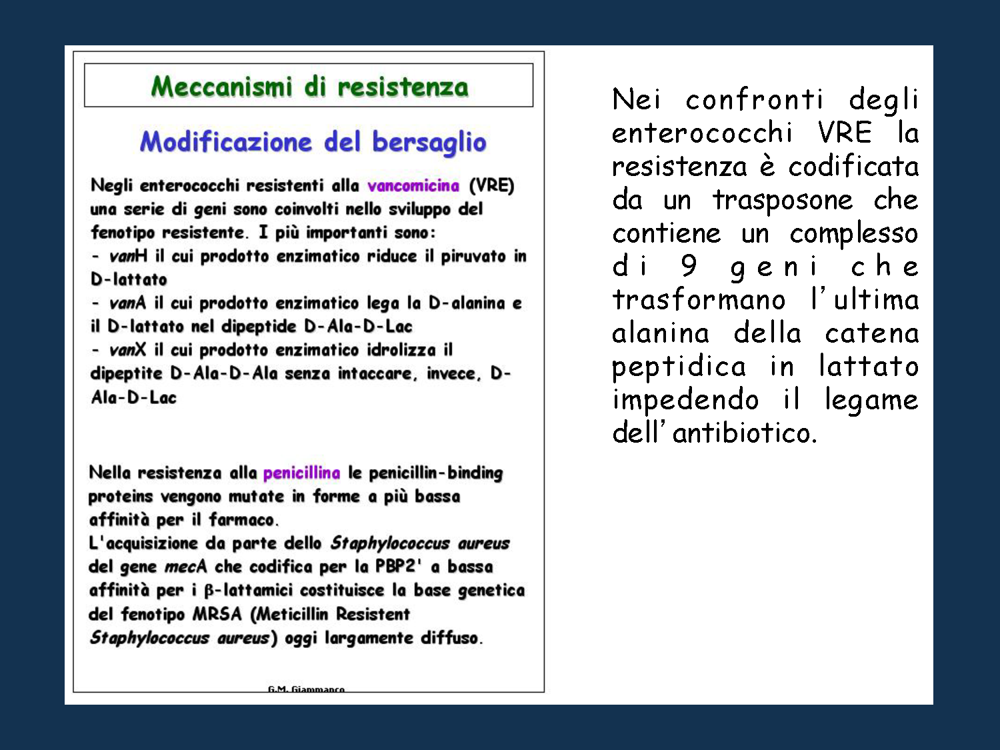 Meccanismi di resistenza
Modificazione del bersaglio
Negli enterococchi resistenti alla vancomicina (VRE)
una serie di geni sono coinvolti nello sviluppo del
fenotipo resistente. I più importanti sono:
- vanH il cui prodotto enzimatico riduce il piruvato in
D-lattato
- vanA il cui prodotto enzimatico lega la D-alanina e
il D-lattato nel dipeptide D-Ala-D-Lac
- vanX il cui prodotto enzimatico idrolizza il
dipeptite D-Ala-D-Ala senza intaccare, invece, D-
Ala-D-Lac
Nella resistenza alla penicillina le penicillin-binding
proteins vengono mutate in forme a più bassa
affinità per il farmaco.
L'acquisizione da parte dello Staphylococcus aureus
del gene mecA che codifica per la PBP2' a bassa
affinità per i β-lattamici costituisce la base genetica
del fenotipo MRSA (Meticillin Resistent
Staphylococcus aureus) oggi largamente diffuso.
G.M. Giammanco
Nei confronti degli
enterococchi VRE la
resistenza è codificata
da un trasposone che
contiene un complesso
di 9 geni che
trasformano l’ultima
alanina della catena
peptidica in lattato
impedendo il legame
dell’antibiotico.